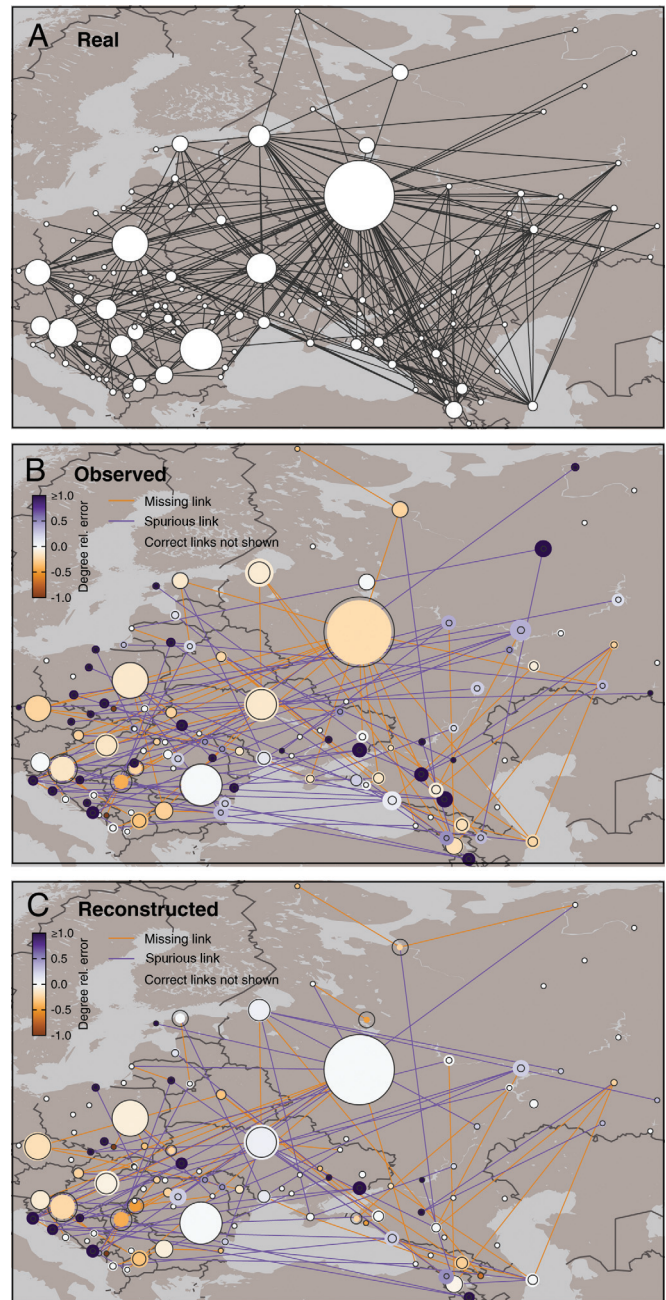 A Real
B Observed
≥1.0
0.5
0.0
-0.5
-1.0
Degree rel. error
Missing link
Spurious link
Correct links not shown
C Reconstructed
≥1.0
0.5
0.0
-0.5
-1.0
Degree rel. error
Missing link
Spurious link
Correct links not shown